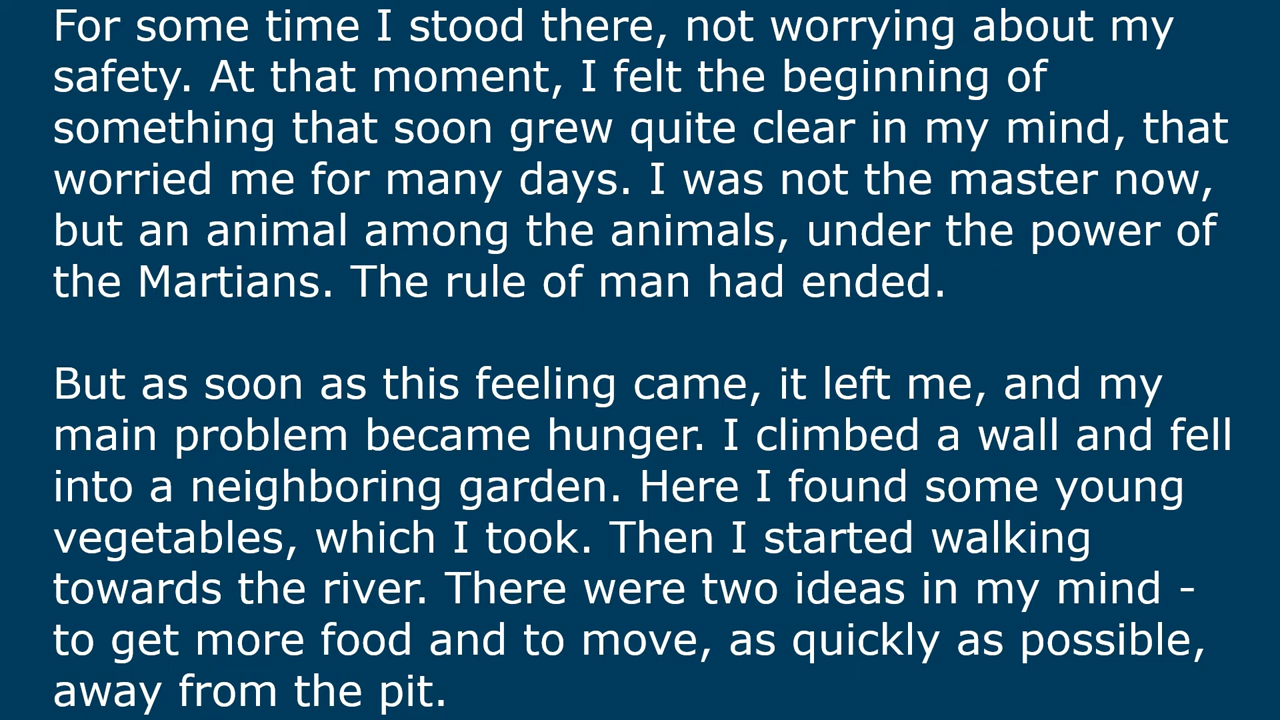 For some time I stood there, not worrying about my
safety. At that moment, I felt the beginning of
something that soon grew quite clear in my mind, that
worried me for many days. I was not the master now,
but an animal among the animals, under the power of
the Martians. The rule of man had ended.
But as soon as this feeling came, it left me, and my
main problem became hunger. I climbed a wall and fell
into a neighboring garden. Here I found some young
vegetables, which I took. Then I started walking
towards the river. There were two ideas in my mind -
to get more food and to move, as quickly as possible,
away from the pit.